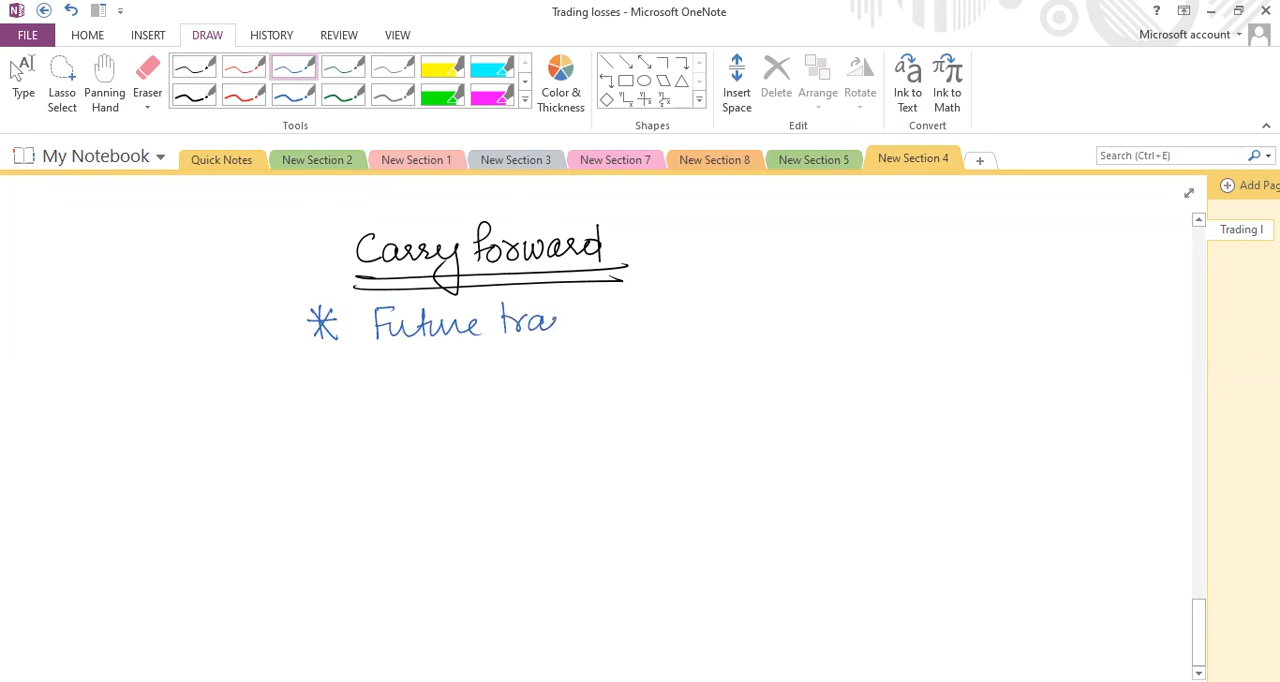 Trading losses - Microsoft OneNote
?
FILE HOME INSERT DRAW HISTORY REVIEW VIEW
Microsoft account
Type
Lasso Select
Panning Hand
Eraser
Color & Thickness
Insert Space
Delete
Arrange
Rotate
Ink to Text
Ink to Math
Tools
Shapes
Edit
Convert
My Notebook
Quick Notes
New Section 2
New Section 1
New Section 3
New Section 7
New Section 8
New Section 5
New Section 4
Search (Ctrl+E)
Add Pag
Trading l
Carry forward
* Future tra